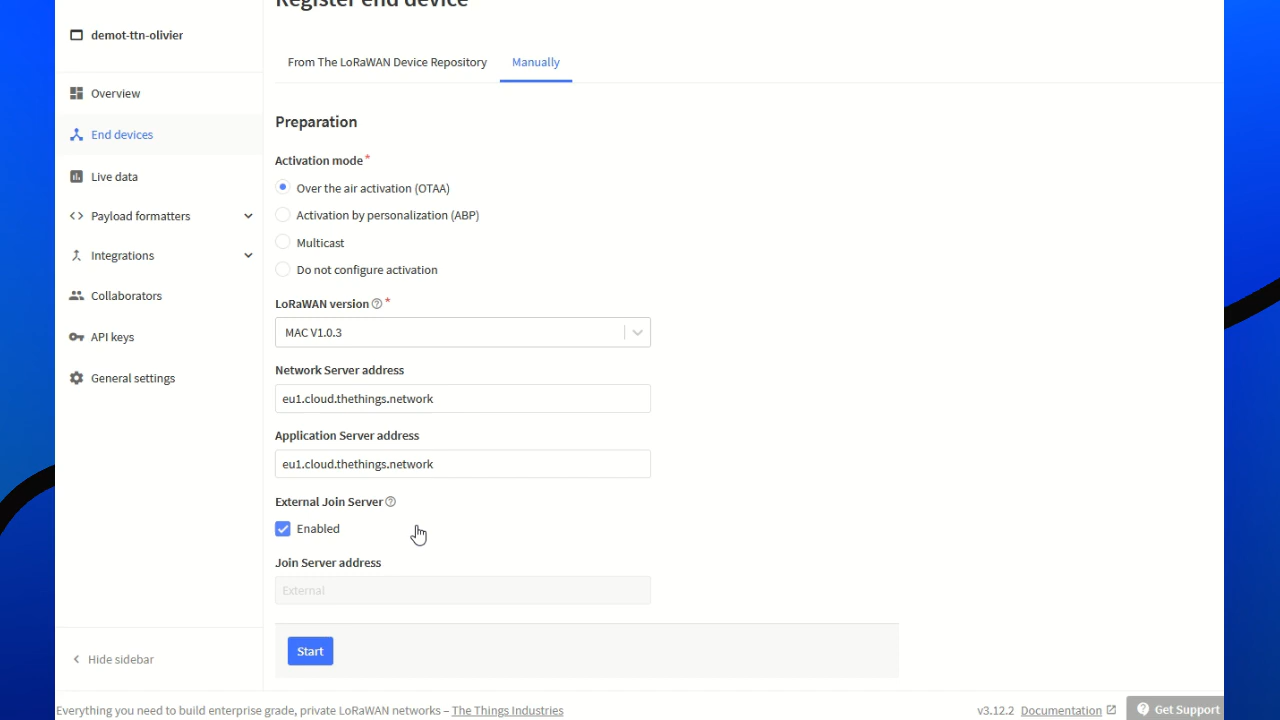 Register end device
demot-ttn-olivier
From The LoRaWAN Device Repository
Manually
Overview
End devices
Live data
Payload formatters
Integrations
Collaborators
API keys
General settings
Preparation
Activation mode *
Over the air activation (OTAA)
Activation by personalization (ABP)
Multicast
Do not configure activation
LoRaWAN version ? *
MAC V1.0.3
Network Server address
eu1.cloud.thethings.network
Application Server address
eu1.cloud.thethings.network
External Join Server ?
Enabled
Join Server address
External
Start
Hide sidebar
Everything you need to build enterprise grade, private LoRaWAN networks – The Things Industries
v3.12.2 Documentation
Get Support